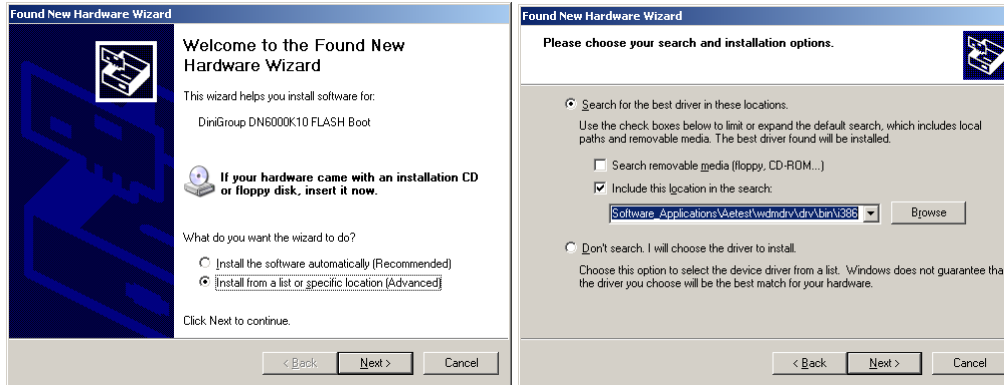 Found New Hardware Wizard
Welcome to the Found New
Hardware Wizard
This wizard helps you install software for:
DiniGroup DN6000K10 FLASH Boot
If your hardware came with an installation CD
or floppy disk, insert it now.
What do you want the wizard to do?
Install the software automatically (Recommended)
Install from a list or specific location (Advanced)
Click Next to continue.
< Back
Next >
Cancel
Found New Hardware Wizard
Please choose your search and installation options.
Search for the best driver in these locations.
Use the check boxes below to limit or expand the default search, which includes local
paths and removable media. The best driver found will be installed.
Search removable media (floppy, CD-ROM...)
Include this location in the search:
Software_Applications\Aetest\wdmdrv\drv\bin\i386
Browse
Don't search. I will choose the driver to install.
Choose this option to select the device driver from a list. Windows does not guarantee tha
the driver you choose will be the best match for your hardware.
< Back
Next >
Cancel